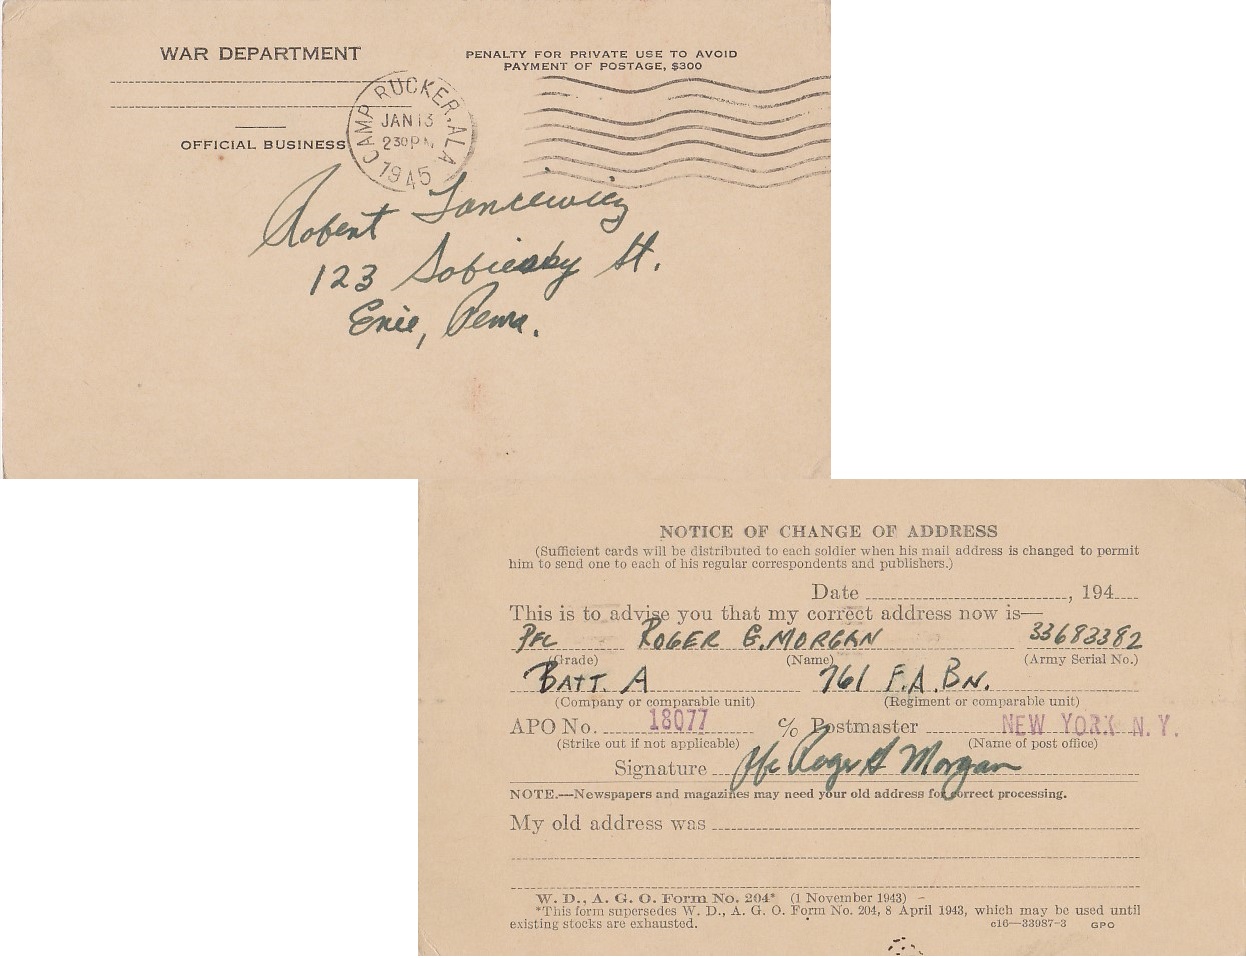 WAR DEPARTMENT
PENALTY FOR PRIVATE USE TO AVOID
PAYMENT OF POSTAGE, $300
OFFICIAL BUSINESS
CAMP RUCKER, ALA
JAN 13
2 30 PM
1945
Robert
123 Sobiesky St.
Erie, Penna.
NOTICE OF CHANGE OF ADDRESS
(Sufficient cards will be distributed to each soldier when his mail address is changed to permit
him to send one to each of his regular correspondents and publishers.)
Date , 194
This is to advise you that my correct address now is—
PFC ROGER G. MORGAN 33683382
(Grade) (Name) (Army Serial No.)
BATT. A 761 F.A. BN.
(Company or comparable unit) (Regiment or comparable unit)
APO No. 18077 c/o Postmaster NEW YORK N. Y.
(Strike out if not applicable) (Name of post office)
Signature Pfc Roger G Morgan
NOTE.—Newspapers and magazines may need your old address for correct processing.
My old address was
W. D., A. G. O. Form No. 204* (1 November 1943)
*This form supersedes W. D., A. G. O. Form No. 204, 8 April 1943, which may be used until
existing stocks are exhausted. c16—33987-3 GPO